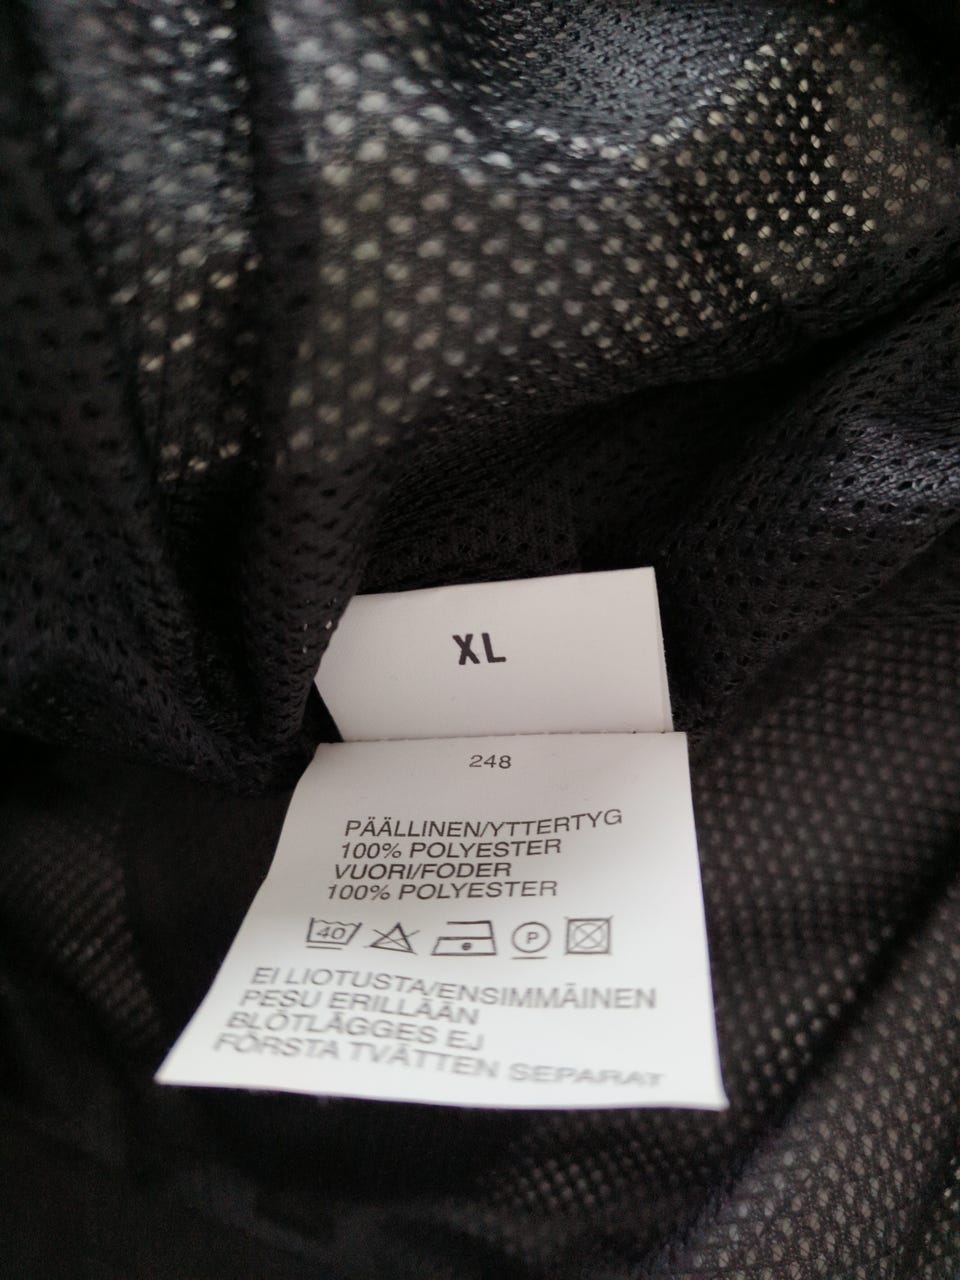 XL
248
PÄÄLLINEN/YTTERTYG
100% POLYESTER
VUORI/FODER
100% POLYESTER
40 P
EI LIOTUSTA/ENSIMMÄINEN
PESU ERILLÄÄN
BLÖTLÄGGES EJ
FÖRSTA TVÄTTEN SEPARAT